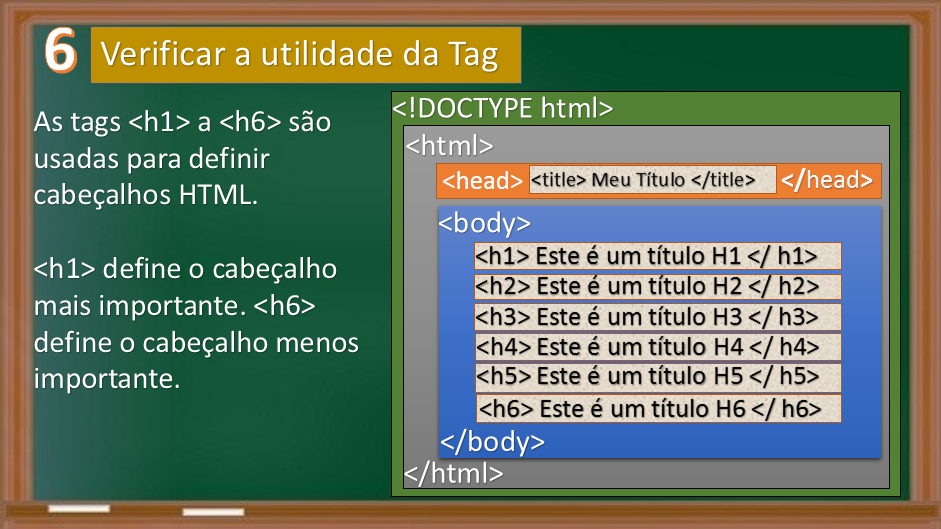 6 Verificar a utilidade da Tag
As tags <h1> a <h6> são
usadas para definir
cabeçalhos HTML.
<h1> define o cabeçalho
mais importante. <h6>
define o cabeçalho menos
importante.
<!DOCTYPE html>
<html>
<head> <title> Meu Título </title> </head>
<body>
<h1> Este é um título H1 </ h1>
<h2> Este é um título H2 </ h2>
<h3> Este é um título H3 </ h3>
<h4> Este é um título H4 </ h4>
<h5> Este é um título H5 </ h5>
<h6> Este é um título H6 </ h6>
</body>
</html>